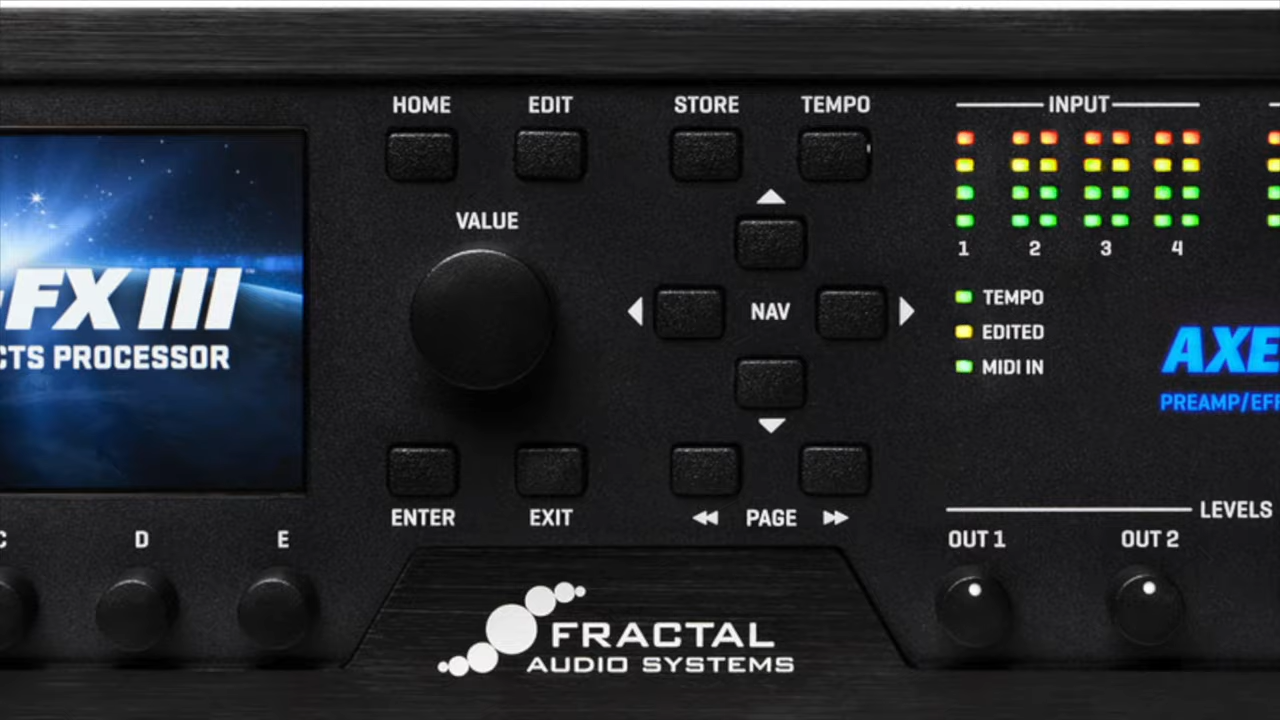 HOME EDIT STORE TEMPO INPUT
VALUE
1 2 3 4
FX III™
CTS PROCESSOR
NAV
TEMPO
EDITED
MIDI IN
AXE
PREAMP/EFF
ENTER EXIT PAGE
LEVELS
C D E
OUT 1 OUT 2
FRACTAL
AUDIO SYSTEMS